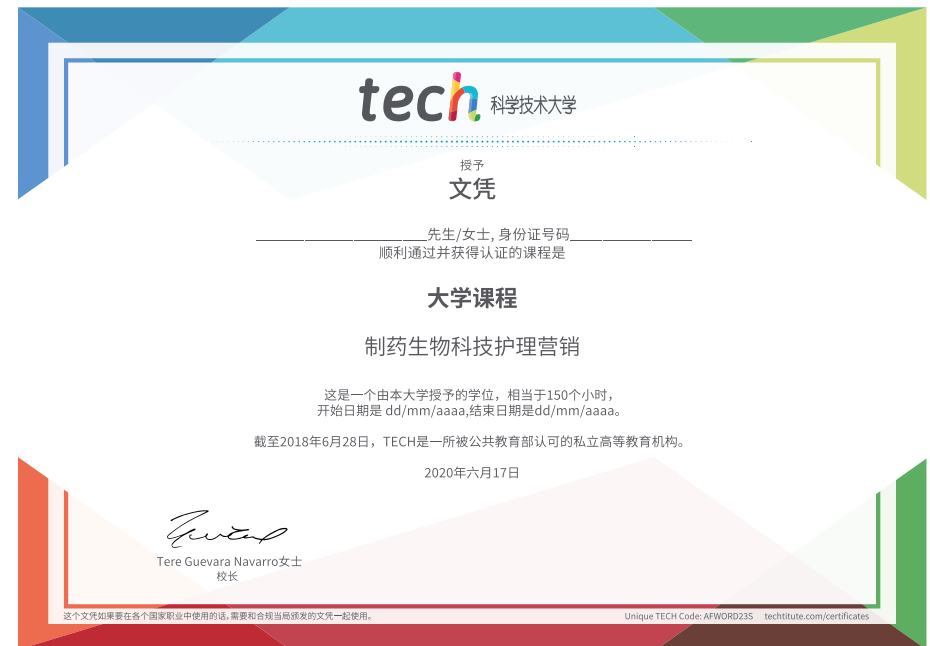 tech 科学技术大学
授予
文凭
______________________先生/女士, 身份证号码________________
顺利通过并获得认证的课程是
大学课程
制药生物科技护理营销
这是一个由本大学授予的学位，相当于150个小时，
开始日期是 dd/mm/aaaa,结束日期是dd/mm/aaaa。
截至2018年6月28日，TECH是一所被公共教育部认可的私立高等教育机构。
2020年六月17日
Tere Guevara Navarro女士
校长
这个文凭如果要在各个国家职业中使用的话,需要和合规当局颁发的文凭一起使用。
Unique TECH Code: AFWORD23S techtitute.com/certificates